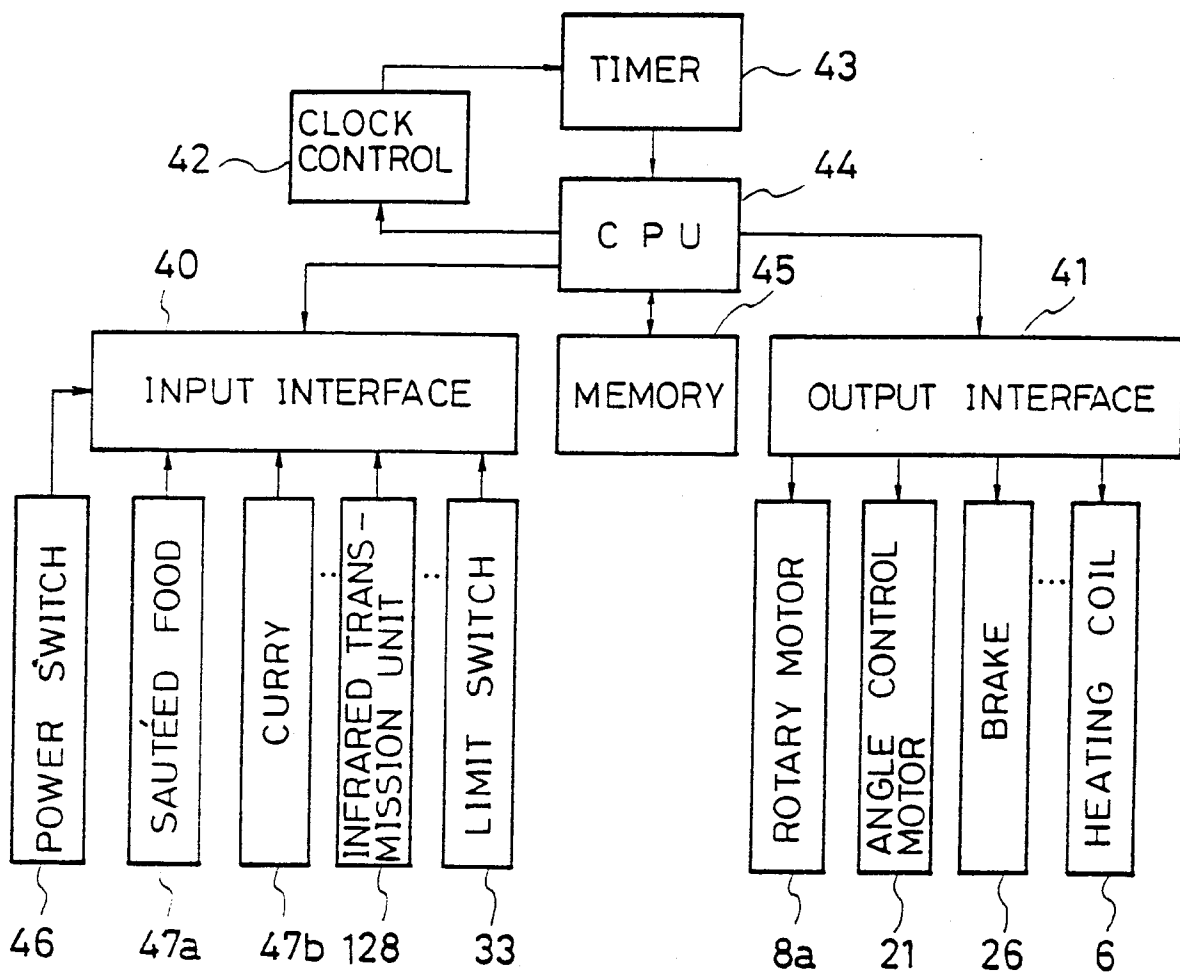 TIMER
43
CLOCK
CONTROL
42
44
CPU
40
45
41
INPUT INTERFACE
MEMORY
OUTPUT INTERFACE
POWER SWITCH
SAUTÉED FOOD
CURRY
INFRARED TRANS-
MISSION UNIT
LIMIT SWITCH
ROTARY MOTOR
ANGLE CONTROL
MOTOR
BRAKE
HEATING COIL
46
47a
47b
128
33
8a
21
26
6